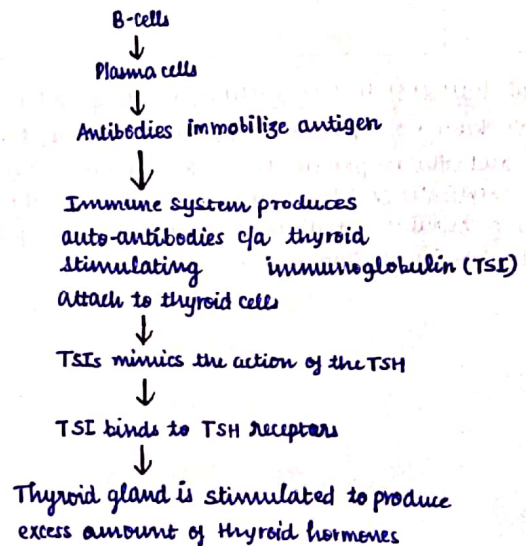 B-cells
↓
Plasma cells
↓
Antibodies immobilize antigen
↓
Immune system produces
auto-antibodies c/a thyroid
stimulating immunoglobulin (TSI)
attach to thyroid cells
↓
TSIs mimics the action of the TSH
↓
TSI binds to TSH receptors
↓
Thyroid gland is stimulated to produce
excess amount of thyroid hormones